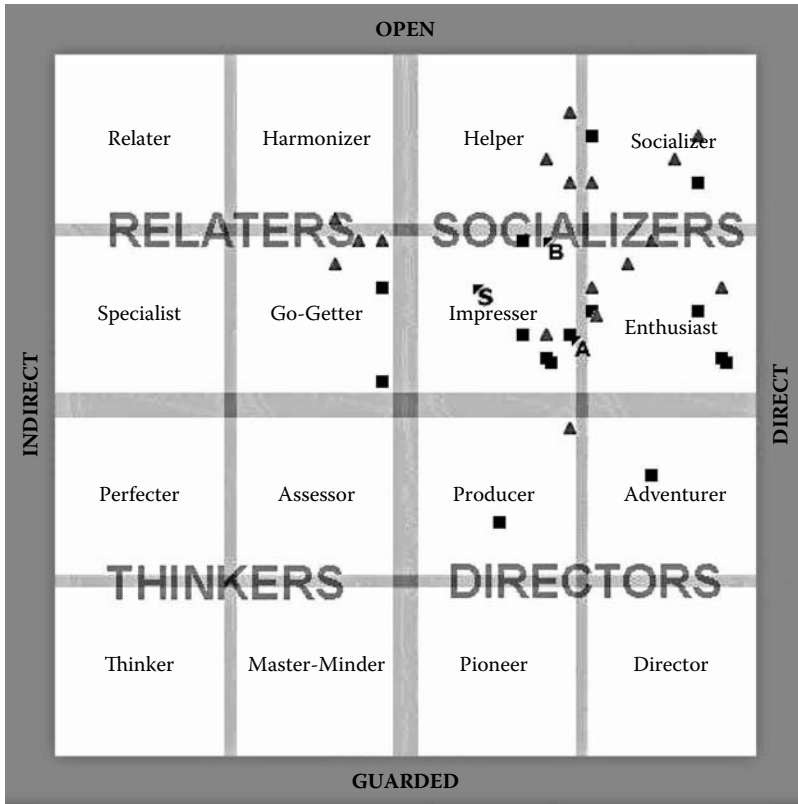 OPEN
Relater Harmonizer Helper Socializer
RELATERS SOCIALIZERS
B
S
Specialist Go-Getter Impresser Enthusiast
A
INDIRECT
DIRECT
Perfecter Assessor Producer Adventurer
THINKERS DIRECTORS
Thinker Master-Minder Pioneer Director
GUARDED